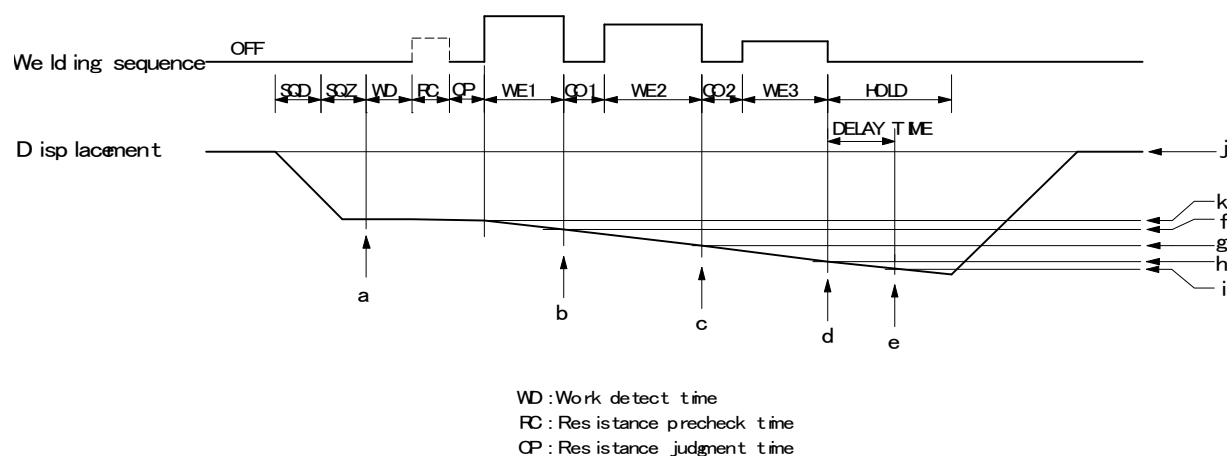 OFF
Welding sequence
SQD SQZ WD RC CP WE1 CO1 WE2 CO2 WE3 HOLD
DELAY TIME
Displacement
j
k
f
g
h
i
a b c d e
WD : Work detect time
RC : Resistance precheck time
CP : Resistance judgment time